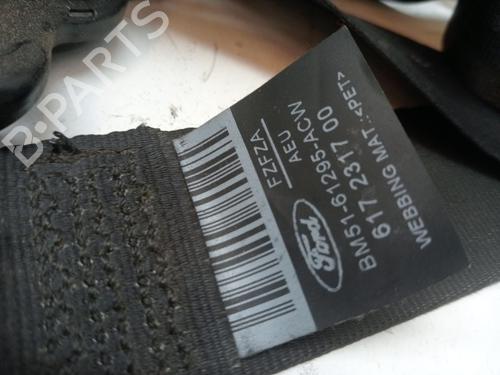 B-PARTS
FZFZA
AEU
BM51-61295-ACW
617 2317 00
WEBBING MAT.:<PET>
Ford